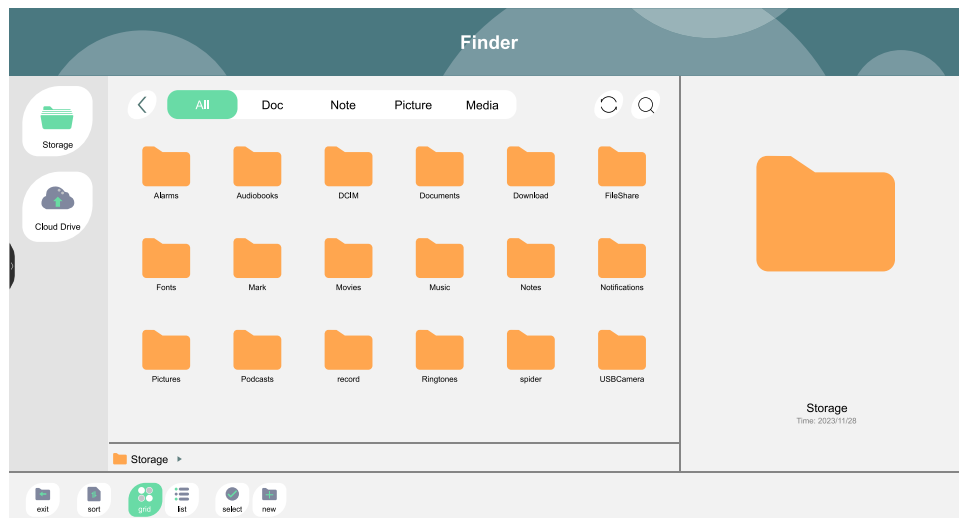 Finder
Storage
Cloud Drive
All Doc Note Picture Media
Alarms Audiobooks DCIM Documents Download FileShare
Fonts Mark Movies Music Notes Notifications
Pictures Podcasts record Ringtones spider USBCamera
Storage
Time: 2023/11/28
Storage
exit sort grid list select new